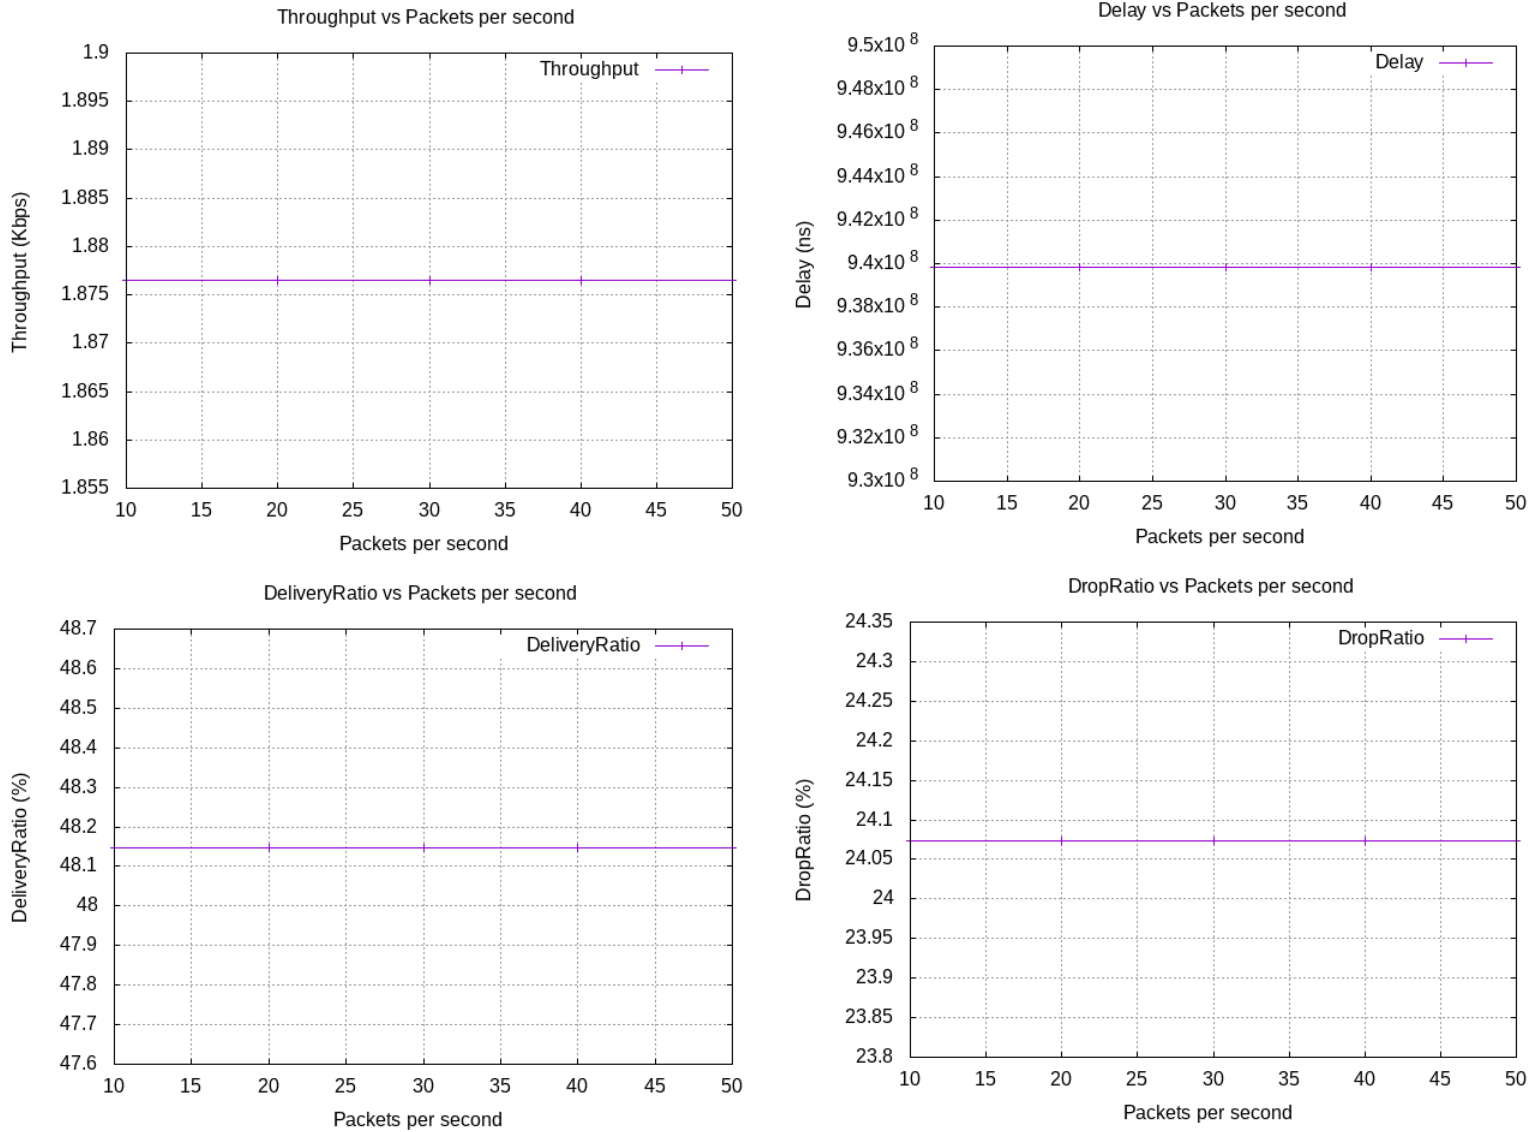 Throughput vs Packets per second
Throughput
1.9
1.895
1.89
1.885
1.88
1.875
1.87
1.865
1.86
1.855
Throughput (Kbps)
10 15 20 25 30 35 40 45 50
Packets per second
Delay vs Packets per second
Delay
9.5x10 8
9.48x10 8
9.46x10 8
9.44x10 8
9.42x10 8
9.4x10 8
9.38x10 8
9.36x10 8
9.34x10 8
9.32x10 8
9.3x10 8
Delay (ns)
10 15 20 25 30 35 40 45 50
Packets per second
DeliveryRatio vs Packets per second
DeliveryRatio
48.7
48.6
48.5
48.4
48.3
48.2
48.1
48
47.9
47.8
47.7
47.6
DeliveryRatio (%)
10 15 20 25 30 35 40 45 50
Packets per second
DropRatio vs Packets per second
DropRatio
24.35
24.3
24.25
24.2
24.15
24.1
24.05
24
23.95
23.9
23.85
23.8
DropRatio (%)
10 15 20 25 30 35 40 45 50
Packets per second